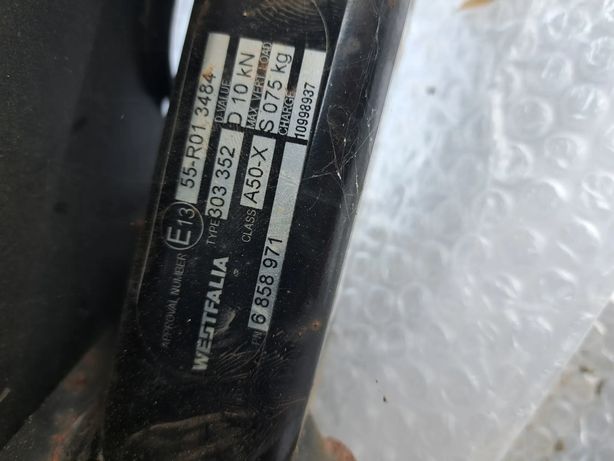 APPROVAL NUMBER E13 55-R01 3484
WESTFALIA TYPE 303 352 D-VALUE D 10 kN
CLASS A50-X MAX VERT LOAD S 075 kg
6 858 971 CHARGE 10998937